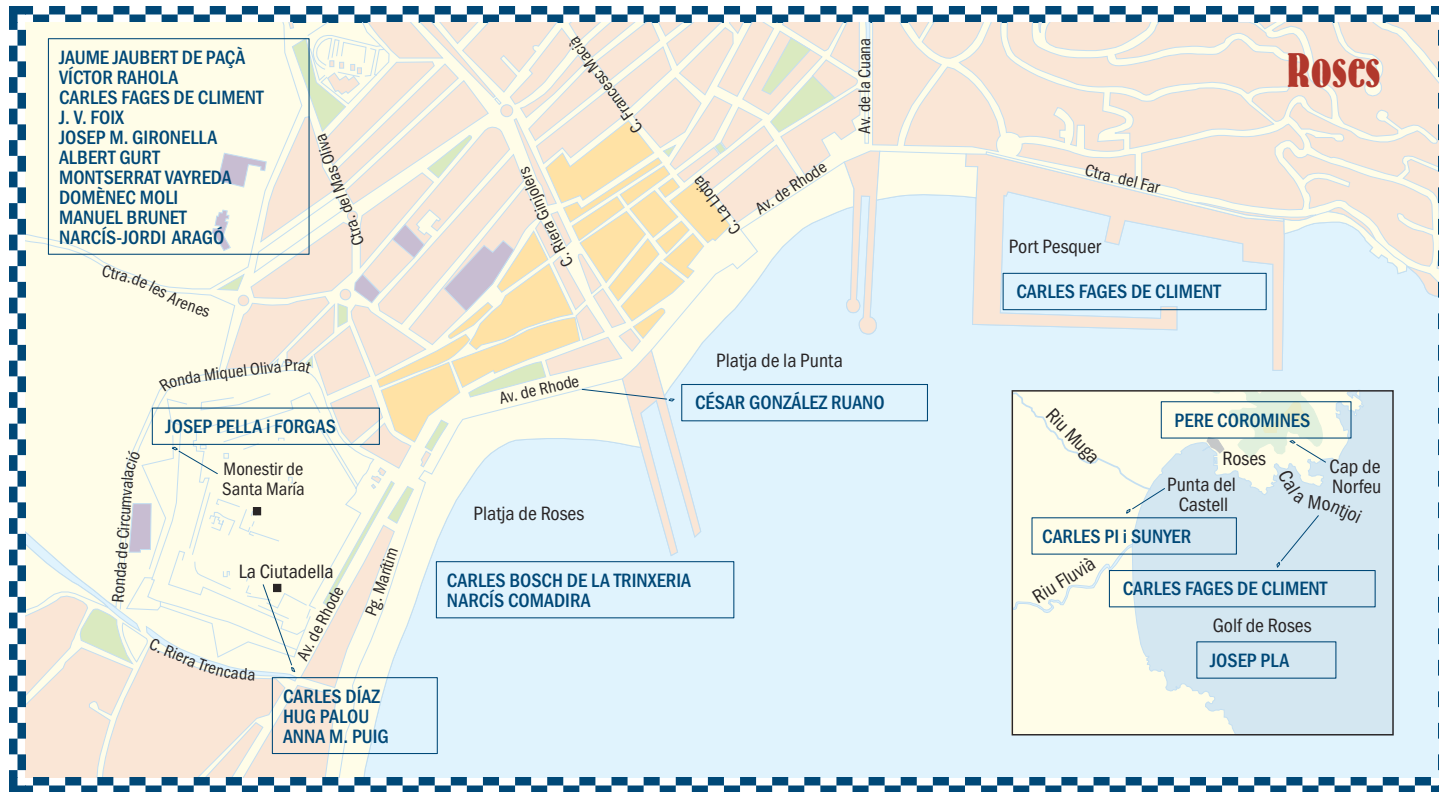 Roses
JAUME JAUBERT DE PAÇÀ
VÍCTOR RAHOLA
CARLES FAGES DE CLIMENT
J. V. FOIX
JOSEP M. GIRONELLA
ALBERT GURT
MONTSERRAT VAYREDA
DOMÈNEC MOLI
MANUEL BRUNET
NARCÍS-JORDI ARAGÓ
Ctra. del Mas Oliva
C. Francesc Macià
Av. de la Cuana
C. Riera Ginjolers
C. La Llotja
Av. de Rhode
Ctra. del Far
Ctra. de les Arenes
Port Pesquer
CARLES FAGES DE CLIMENT
Ronda Miquel Oliva Prat
Platja de la Punta
Av. de Rhode
CÉSAR GONZÁLEZ RUANO
JOSEP PELLA i FORGAS
Monestir de
Santa María
Ronda de Circumvalació
Platja de Roses
La Ciutadella
Av. de Rhode
Pg. Marítim
CARLES BOSCH DE LA TRINXERIA
NARCÍS COMADIRA
C. Riera Trencada
CARLES DÍAZ
HUG PALOU
ANNA M. PUIG
PERE COROMINES
Riu Muga
Roses
Cap de
Norfeu
Cala Montjoi
Punta del
Castell
CARLES PI i SUNYER
Riu Fluvià
CARLES FAGES DE CLIMENT
Golf de Roses
JOSEP PLA